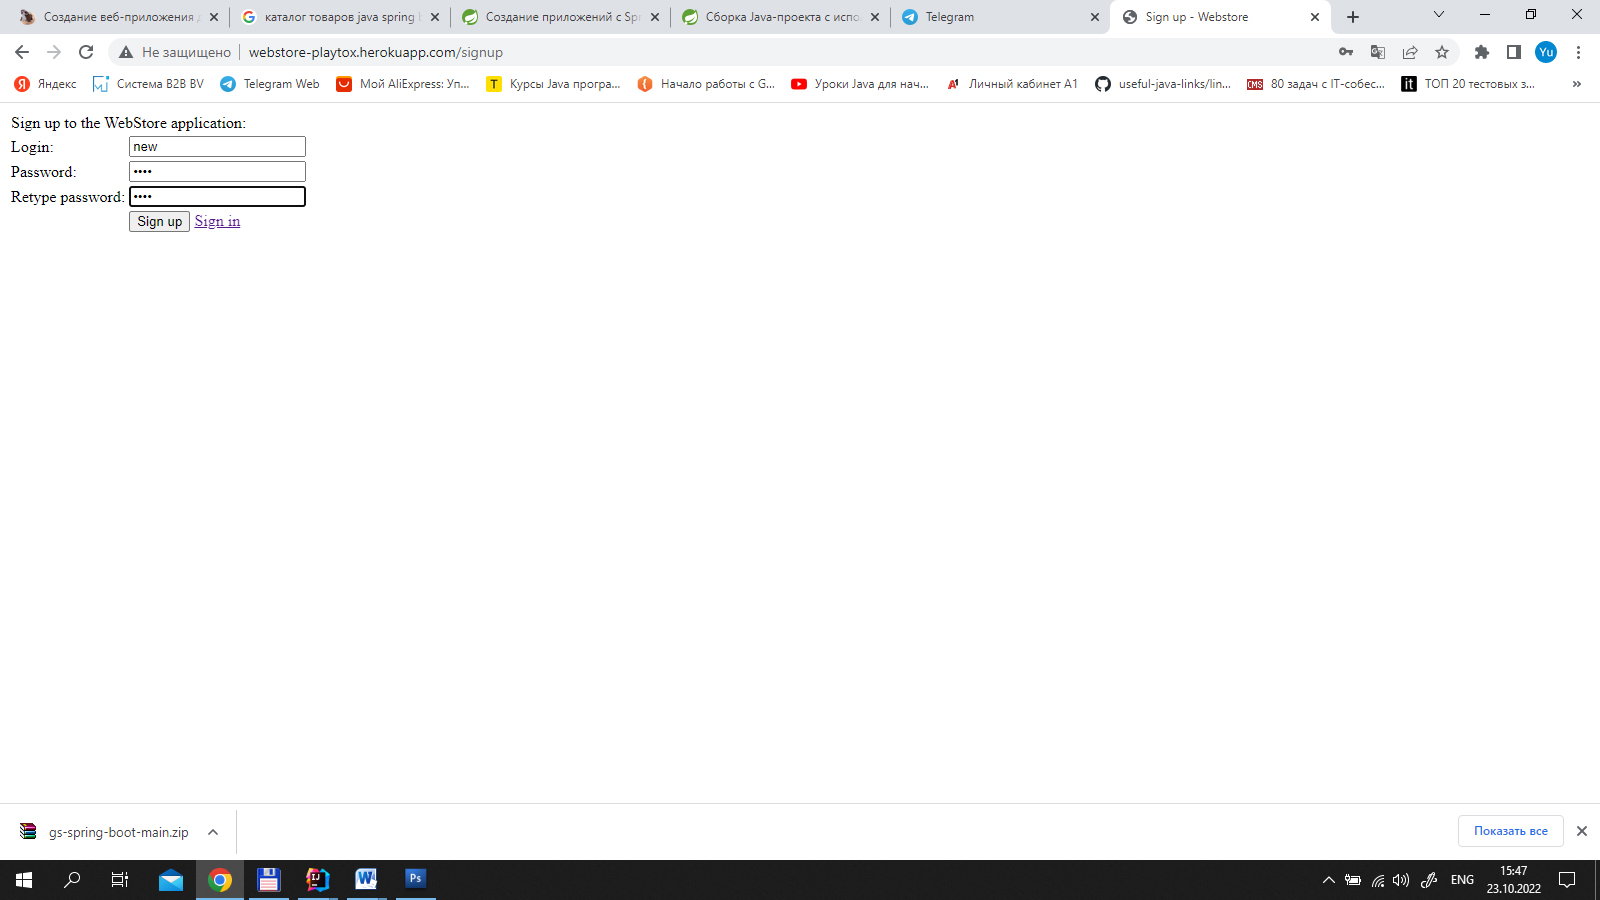 Создание веб-приложения
каталог товаров java spring
Создание приложений с Spr
Сборка Java-проекта с испо
Telegram
Sign up - Webstore
Не защищено
webstore-playtox.herokuapp.com/signup
Yu
Яндекс
Система B2B BV
Telegram Web
Мой AliExpress: Уп...
Курсы Java програ...
Начало работы с G...
Уроки Java для нач...
Личный кабинет A1
useful-java-links/lin...
80 задач с IT-собес...
ТОП 20 тестовых з...
»
Sign up to the WebStore application:
Login: new
Password: ••••
Retype password: ••••
Sign up Sign in
gs-spring-boot-main.zip
Показать все
ENG
15:47
23.10.2022